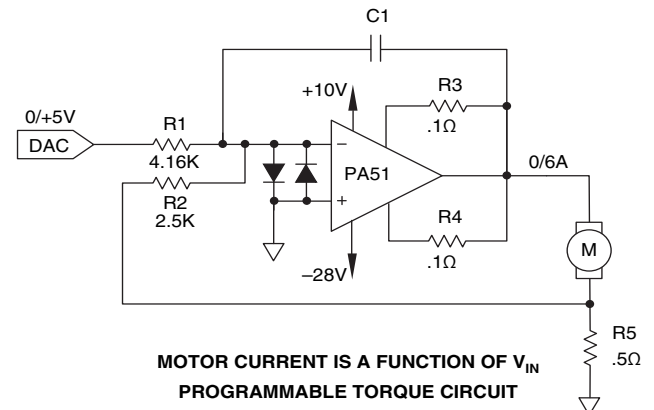 C1
+10V
R3
.1Ω
0/+5V
R1
DAC
4.16K
–
PA51
0/6A
R2
+
2.5K
R4
M
–28V
.1Ω
R5
.5Ω
MOTOR CURRENT IS A FUNCTION OF VIN
PROGRAMMABLE TORQUE CIRCUIT